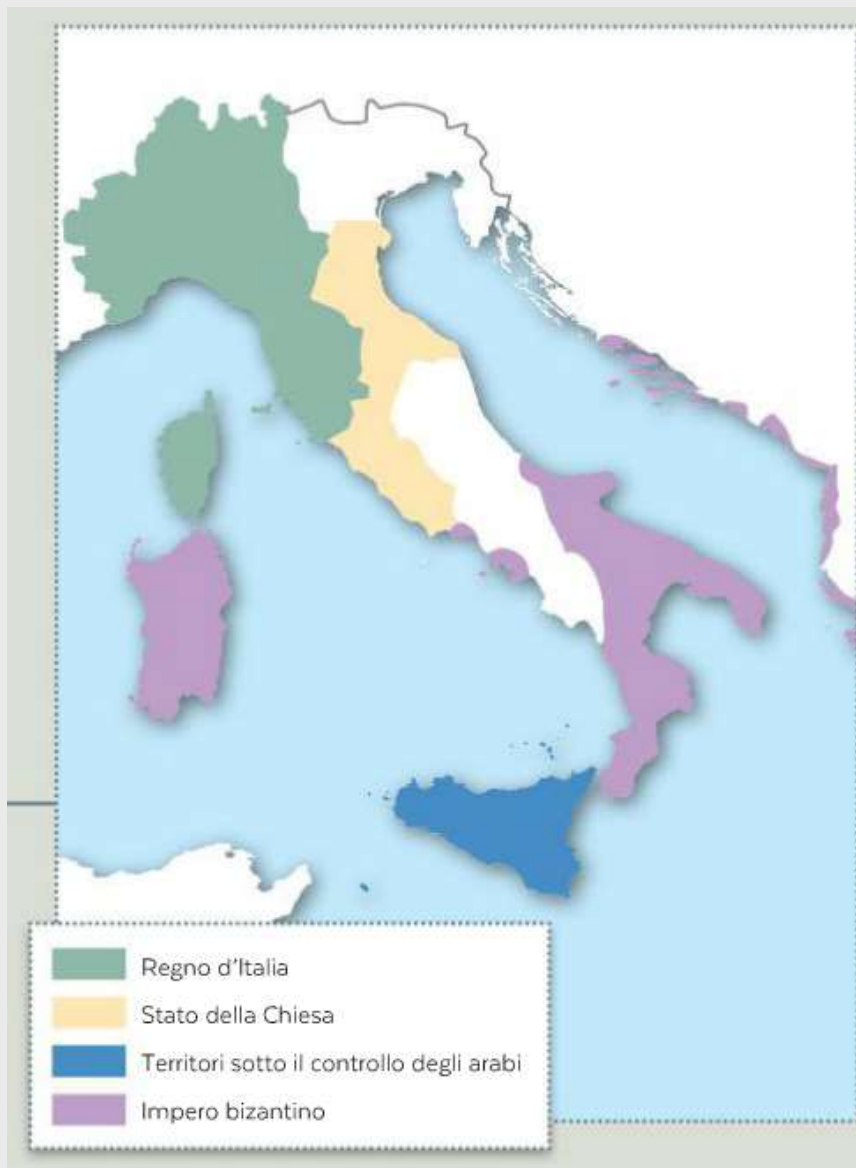 Regno d'Italia
Stato della Chiesa
Territori sotto il controllo degli arabi
Impero bizantino